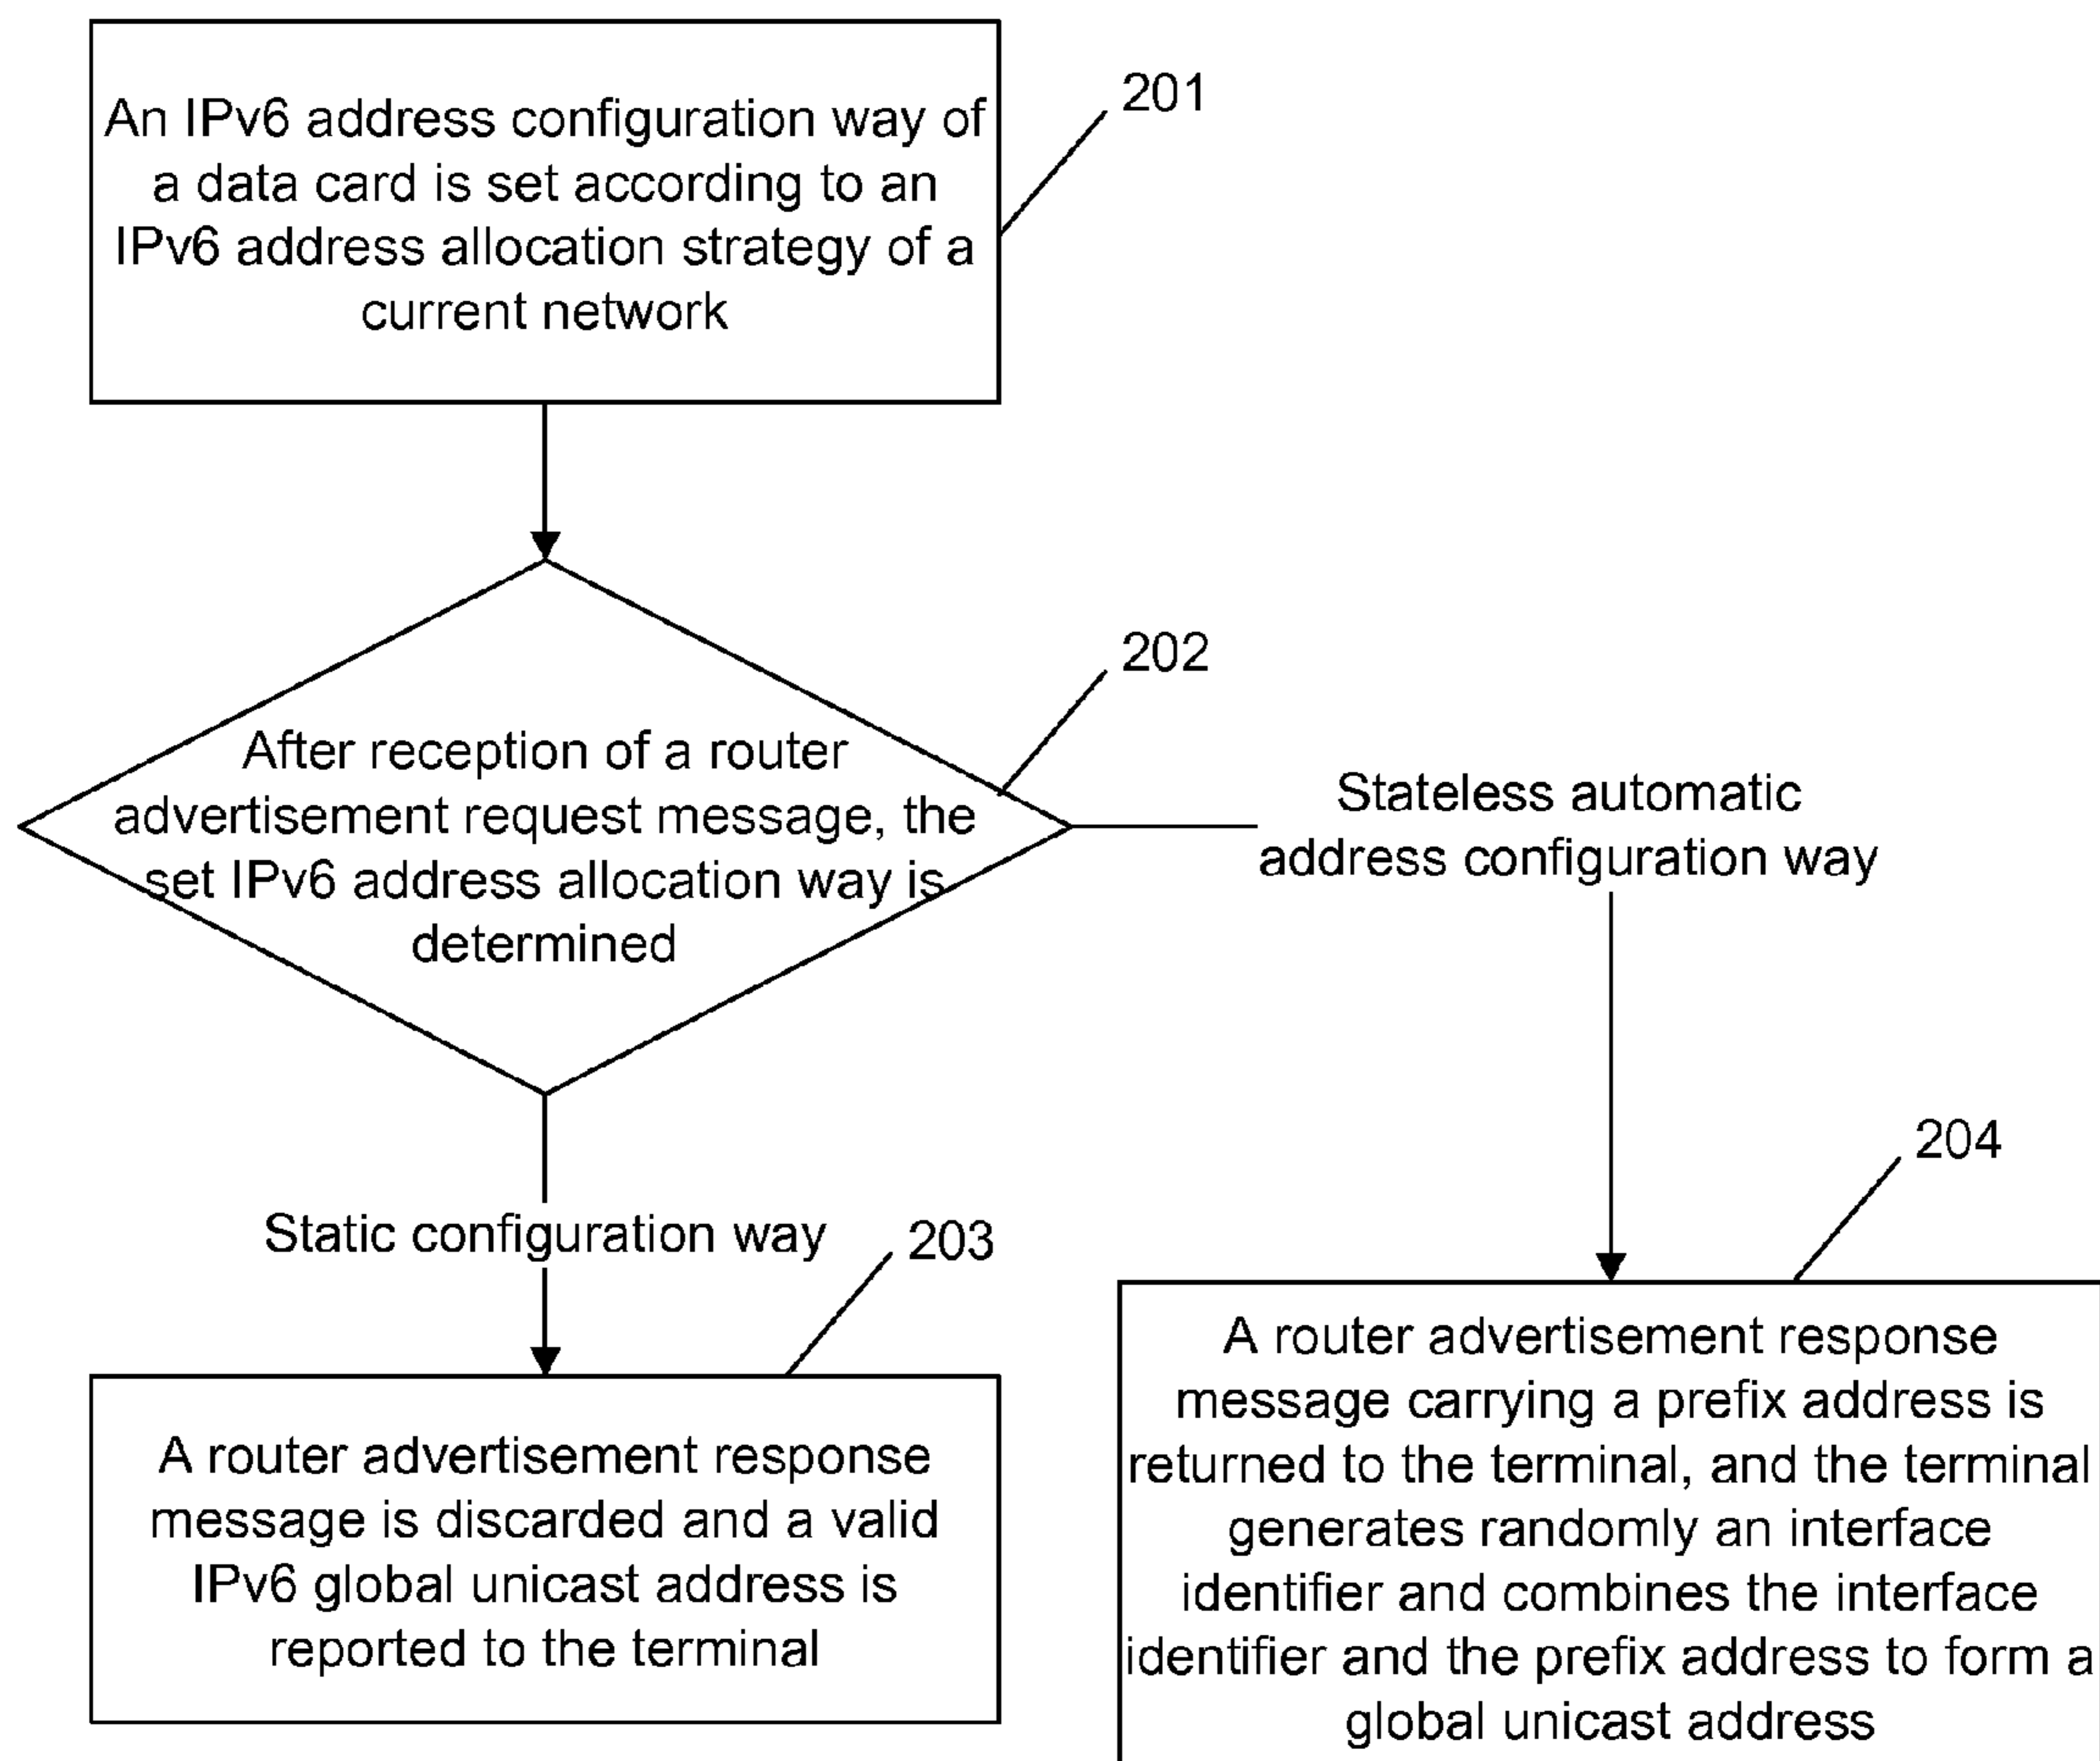 An IPv6 address configuration way of
a data card is set according to an
IPv6 address allocation strategy of a
current network
201
After reception of a router
advertisement request message, the
set IPv6 address allocation way is
determined
202
Stateless automatic
address configuration way
Static configuration way
203
A router advertisement response
message is discarded and a valid
IPv6 global unicast address is
reported to the terminal
204
A router advertisement response
message carrying a prefix address is
returned to the terminal, and the terminal
generates randomly an interface
identifier and combines the interface
identifier and the prefix address to form a
global unicast address